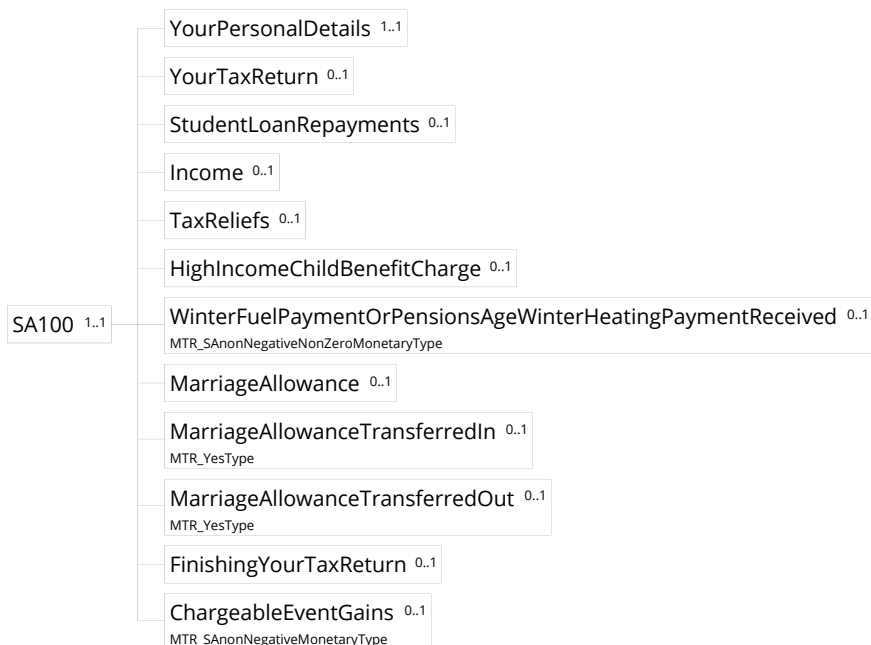 YourPersonalDetails 1..1
YourTaxReturn 0..1
StudentLoanRepayments 0..1
Income 0..1
TaxReliefs 0..1
HighIncomeChildBenefitCharge 0..1
SA100 1..1
WinterFuelPaymentOrPensionsAgeWinterHeatingPaymentReceived 0..1
MTR_SAnonNegativeNonZeroMonetaryType
MarriageAllowance 0..1
MarriageAllowanceTransferredIn 0..1
MTR_YesType
MarriageAllowanceTransferredOut 0..1
MTR_YesType
FinishingYourTaxReturn 0..1
ChargeableEventGains 0..1
MTR_SAnonNegativeMonetaryType